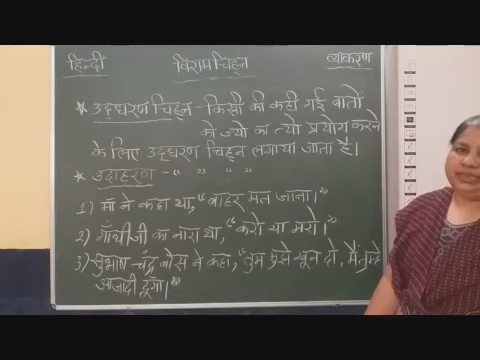 हिन्दी विराम चिह्न व्याकरण
* उद्धरण चिह्न - किसी की कही गई बातों
को ज्यों का त्यों प्रयोग करने
के लिए उद्धरण चिह्न लगाया जाता है।
* उदाहरण - “ ” “ ”
1) माँ ने कहा था, “बाहर मत जाना।”
2) गाँधीजी का नारा था, “करो या मरो।”
3) सुभाष चंद्र बोस ने कहा, “तुम मुझे खून दो, मैं तुम्हे
आजादी दूंगा।”